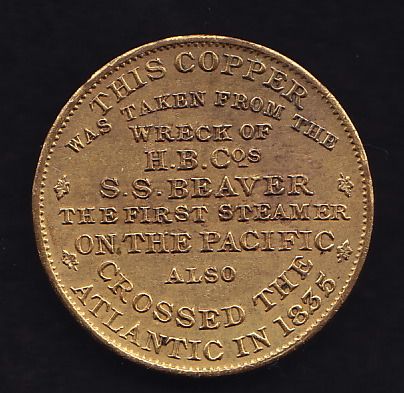 THIS COPPER
WAS TAKEN FROM THE
WRECK OF
H.B.Cos
S.S. BEAVER
THE FIRST STEAMER
ON THE PACIFIC
ALSO
CROSSED THE
ATLANTIC IN 1835